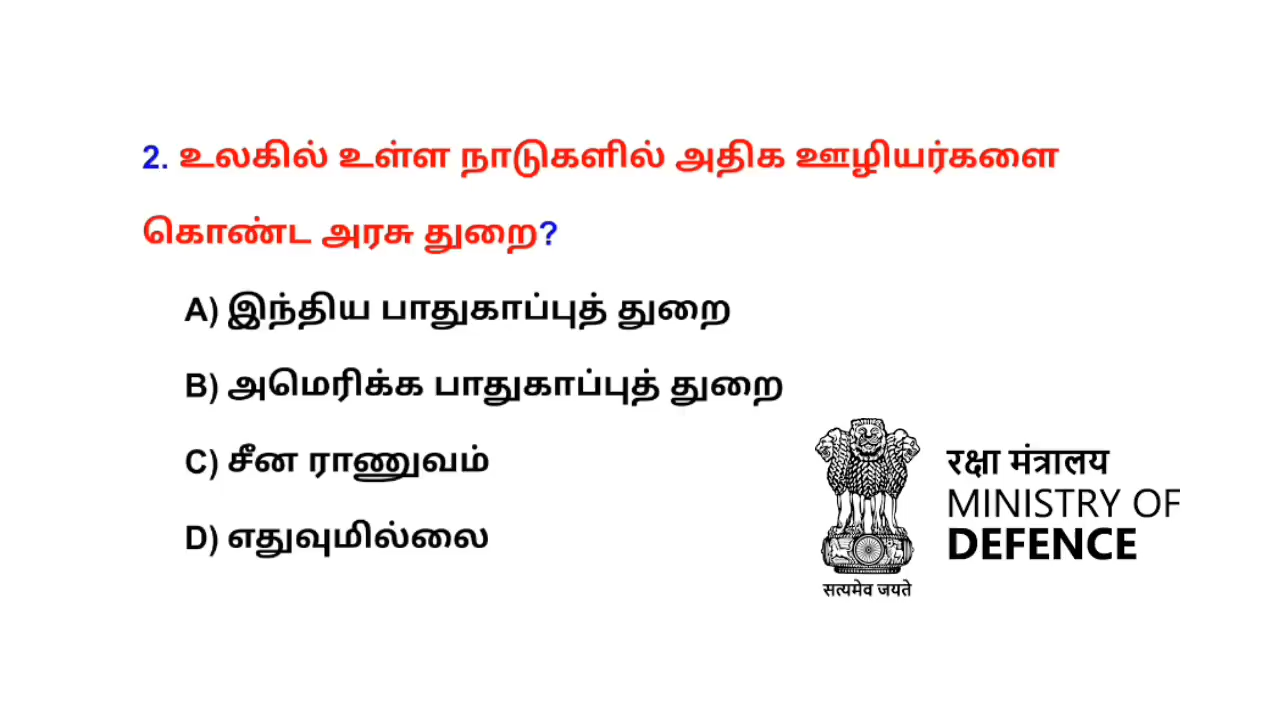 2. உலகில் உள்ள நாடுகளில் அதிக ஊழியர்களை
கொண்ட அரசு துறை?
A) இந்திய பாதுகாப்புத் துறை
B) அமெரிக்க பாதுகாப்புத் துறை
C) சீன ராணுவம்
D) எதுவுமில்லை
रक्षा मंत्रालय
MINISTRY OF
DEFENCE
सत्यमेव जयते